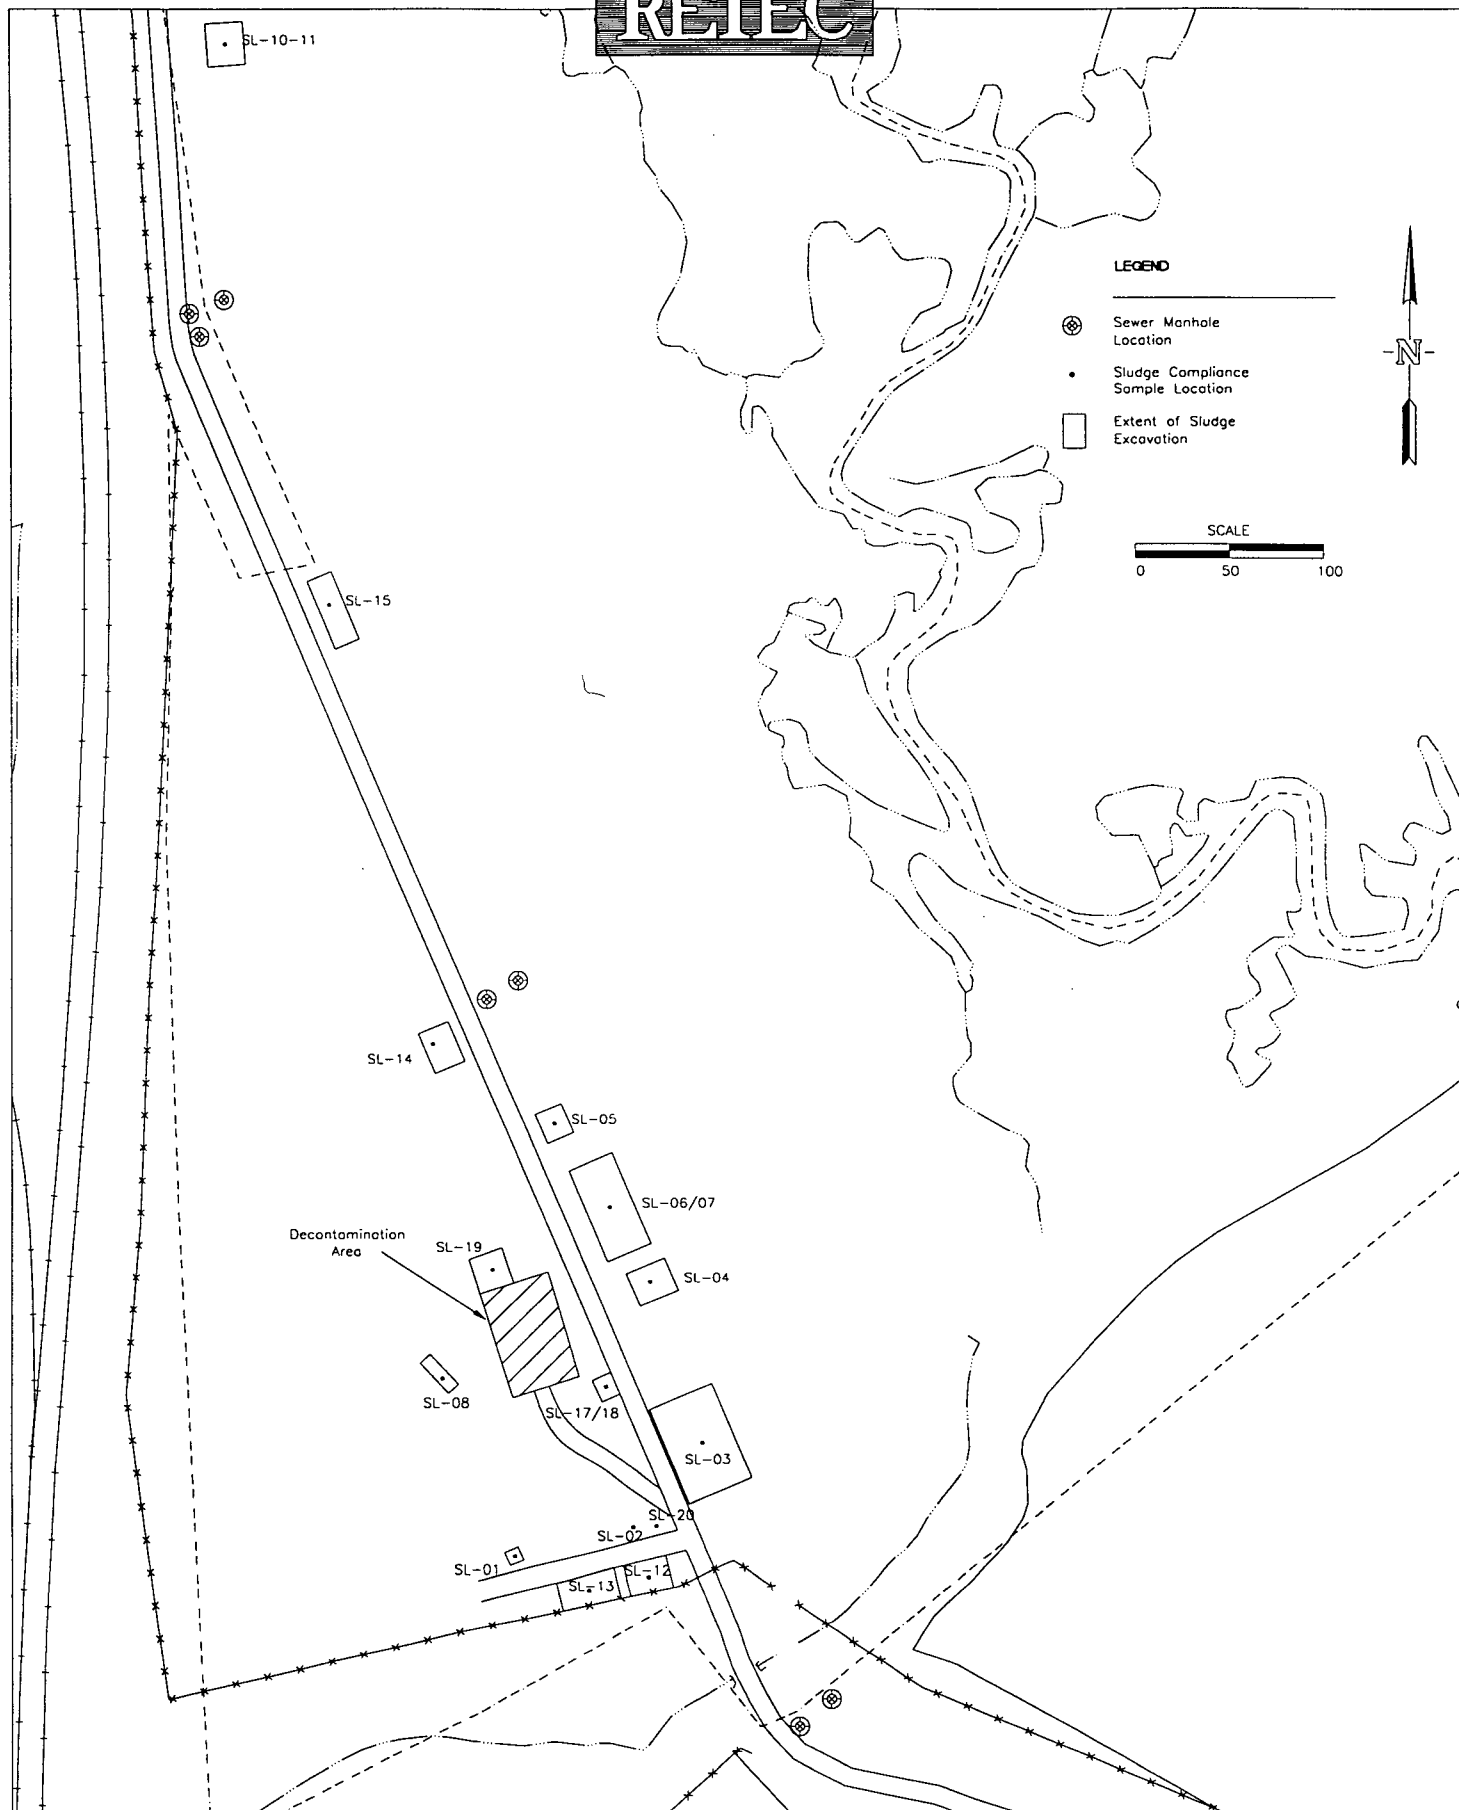 RETEC
SL-10-11
LEGEND
Sewer Manhole
Location
Sludge Compliance
Sample Location
Extent of Sludge
Excavation
N
SCALE
0 50 100
SL-15
SL-14
SL-05
SL-06/07
Decontamination
Area
SL-19
SL-04
SL-08
SL-17/18
SL-03
SL-20
SL-02
SL-01
SL-12
SL-13